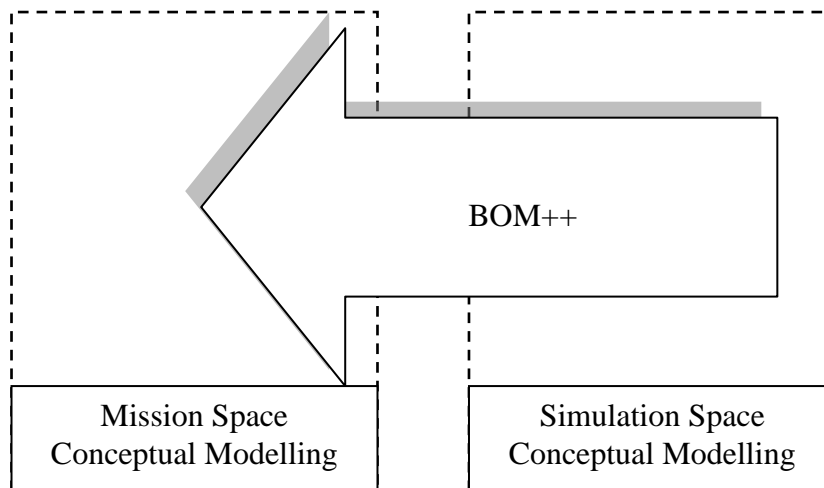 BOM++
Mission Space
Conceptual Modelling
Simulation Space
Conceptual Modelling